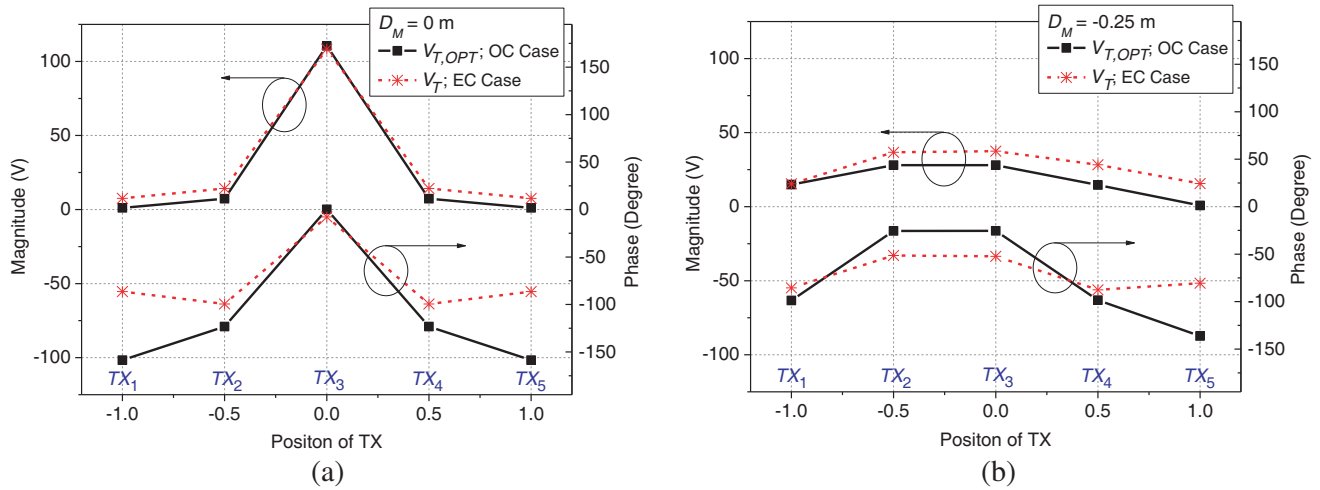 D_M = 0 m
V_T,OPT; OC Case
V_T; EC Case
Magnitude (V)
100
50
0
-50
-100
Phase (Degree)
150
100
50
0
-50
-100
-150
TX₁ TX₂ TX₃ TX₄ TX₅
-1.0 -0.5 0.0 0.5 1.0
Positon of TX
(a)
D_M = -0.25 m
V_T,OPT; OC Case
V_T; EC Case
Magnitude (V)
100
50
0
-50
-100
Phase (Degree)
150
100
50
0
-50
-100
-150
TX₁ TX₂ TX₃ TX₄ TX₅
-1.0 -0.5 0.0 0.5 1.0
Positon of TX
(b)